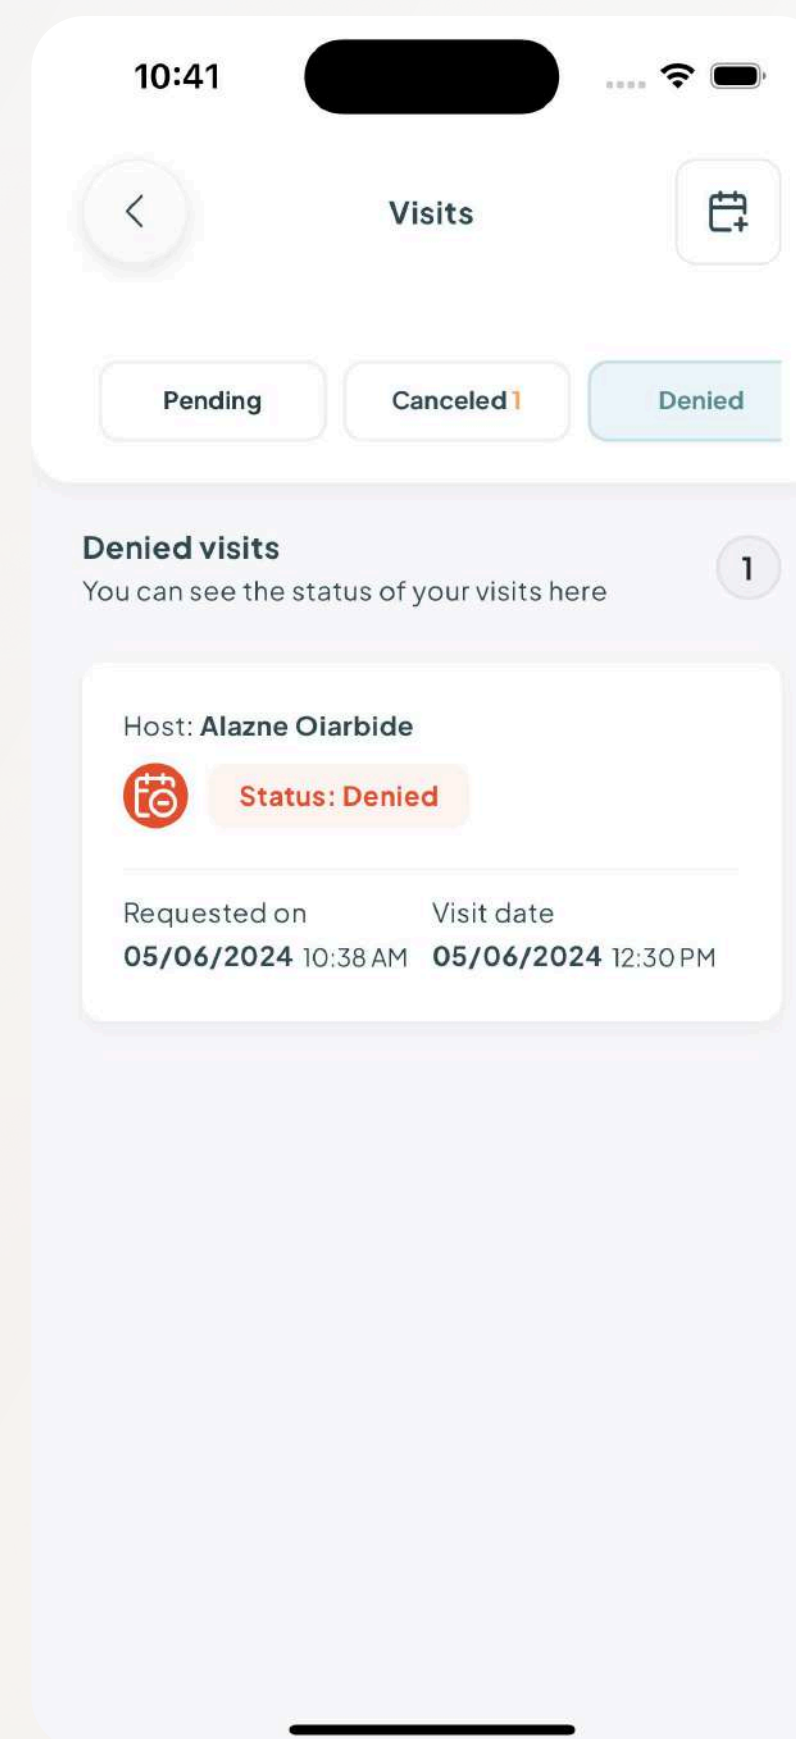 10:41
Visits
Pending
Canceled 1
Denied
Denied visits
1
You can see the status of your visits here
Host: Alazne Oiarbide
Status: Denied
Requested on
Visit date
05/06/2024 10:38 AM
05/06/2024 12:30 PM